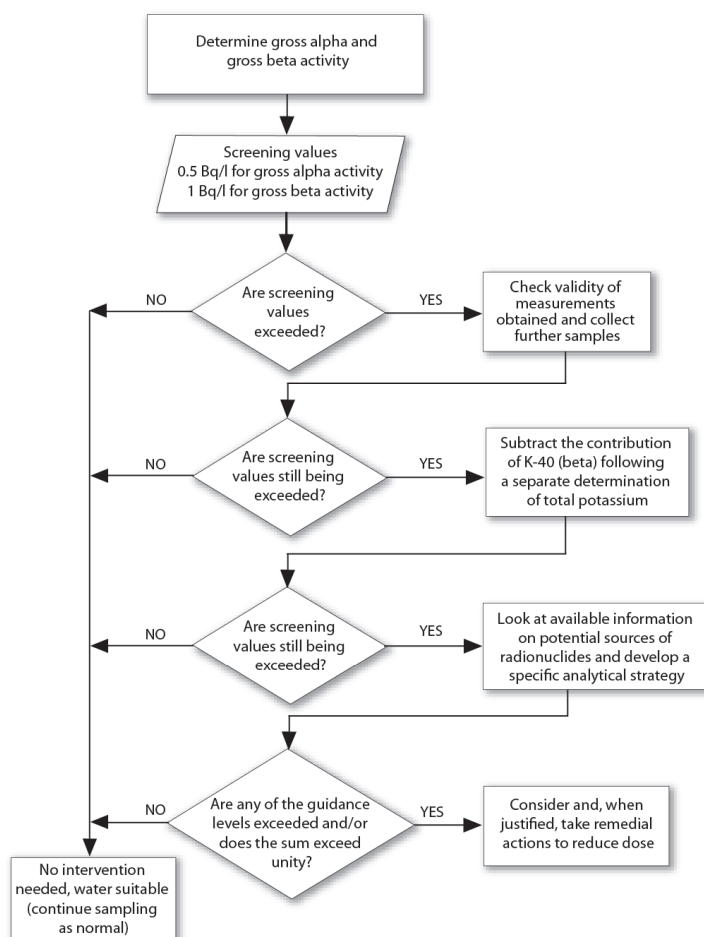 Determine gross alpha and
gross beta activity
Screening values
0.5 Bq/l for gross alpha activity
1 Bq/l for gross beta activity
Are screening
values
exceeded?
NO
YES
Check validity of
measurements
obtained and collect
further samples
Are screening
values still being
exceeded?
NO
YES
Subtract the contribution
of K-40 (beta) following
a separate determination
of total potassium
Are screening
values still being
exceeded?
NO
YES
Look at available information
on potential sources of
radionuclides and develop a
specific analytical strategy
Are any of the guidance
levels exceeded and/or
does the sum exceed
unity?
NO
YES
Consider and, when
justified, take remedial
actions to reduce dose
No intervention
needed, water suitable
(continue sampling
as normal)